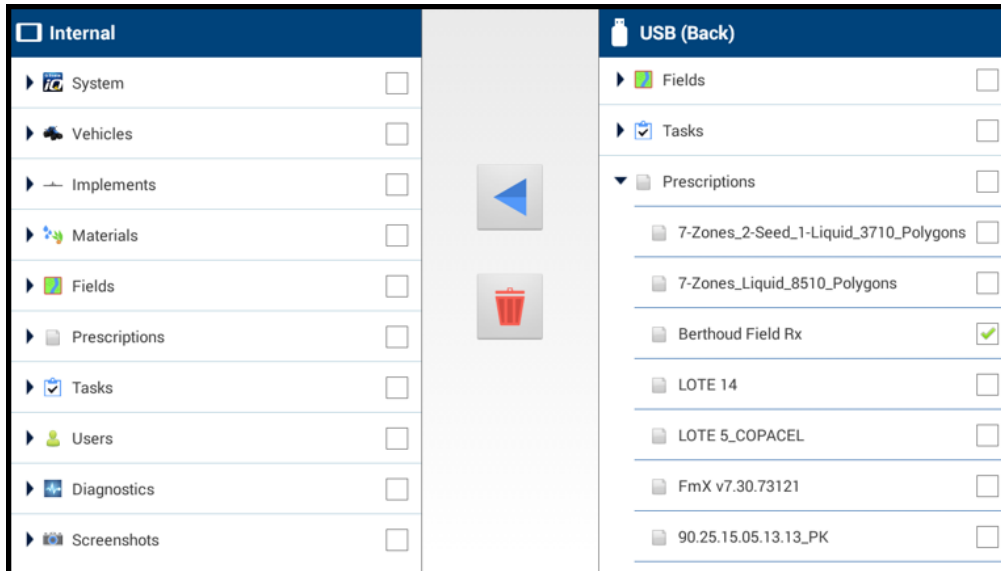 Internal
System
Vehicles
Implements
Materials
Fields
Prescriptions
Tasks
Users
Diagnostics
Screenshots
USB (Back)
Fields
Tasks
Prescriptions
7-Zones_2-Seed_1-Liquid_3710_Polygons
7-Zones_Liquid_8510_Polygons
Berthoud Field Rx
LOTE 14
LOTE 5_COPACEL
FmX v7.30.73121
90.25.15.05.13.13_PK